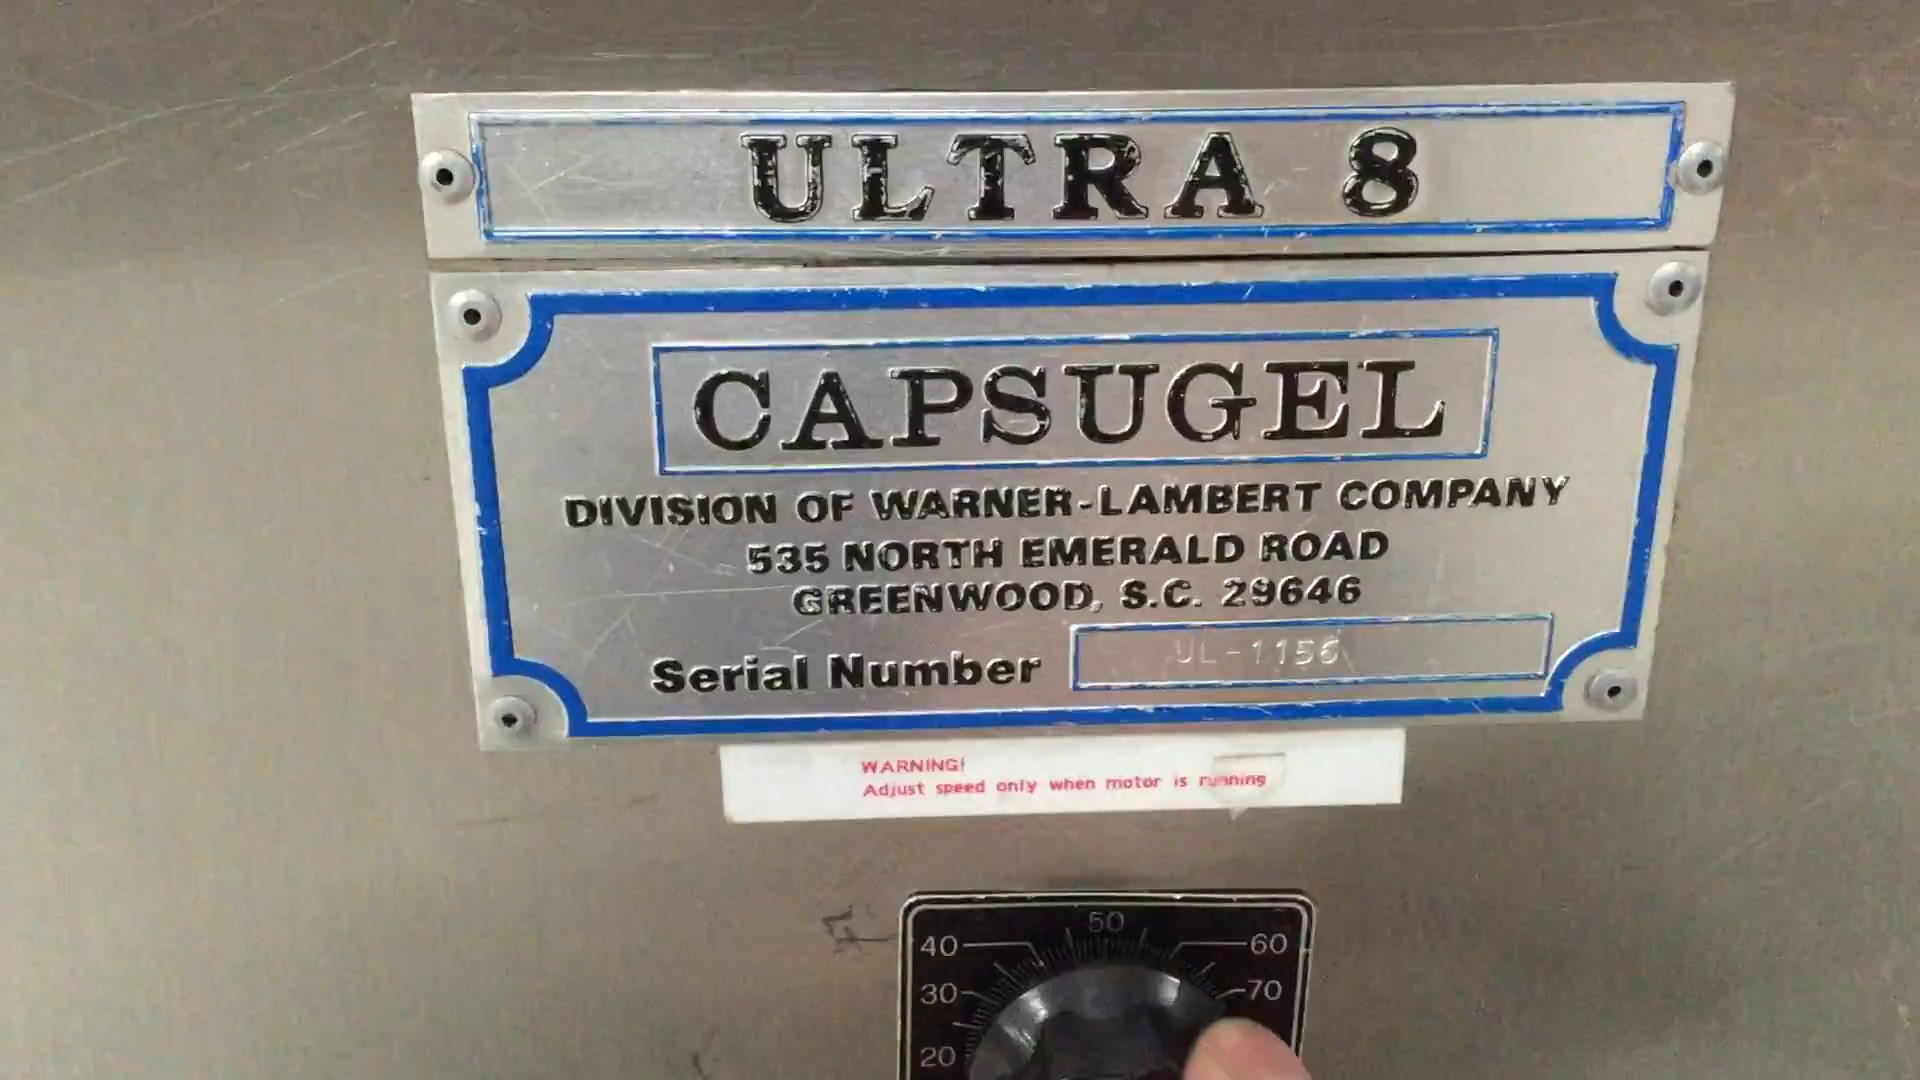 ULTRA 8
CAPSUGEL
DIVISION OF WARNER-LAMBERT COMPANY
535 NORTH EMERALD ROAD
GREENWOOD, S.C. 29646
Serial Number UL-1156
WARNING!
Adjust speed only when motor is running
50
40 60
30 70
20